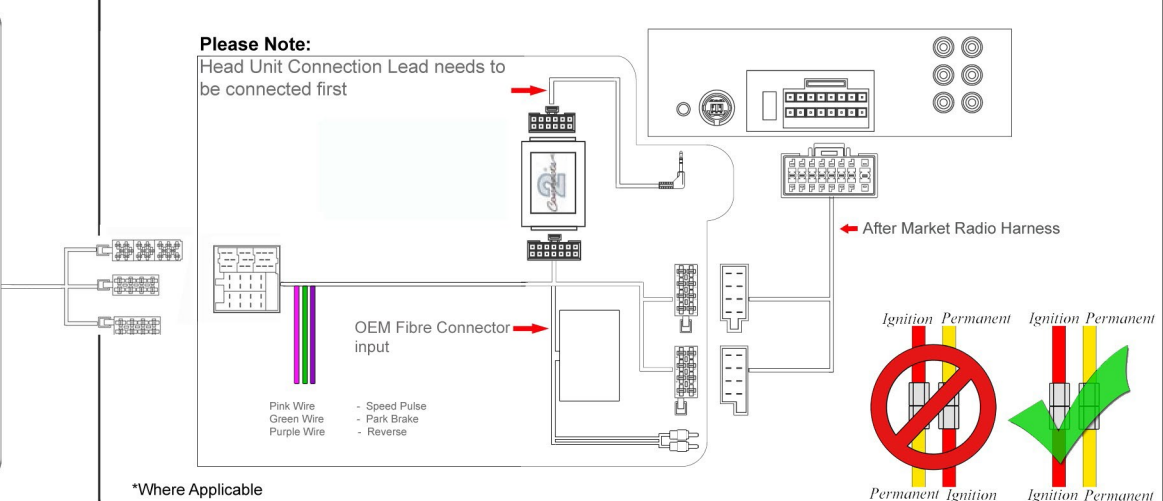 Please Note:
Head Unit Connection Lead needs to
be connected first
2
After Market Radio Harness
OEM Fibre Connector
input
Pink Wire - Speed Pulse
Green Wire - Park Brake
Purple Wire - Reverse
*Where Applicable
Ignition Permanent
Permanent Ignition
Ignition Permanent
Ignition Permanent